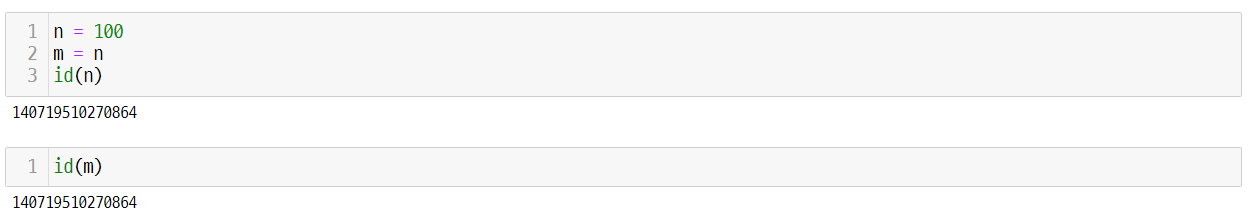 1 n = 100
2 m = n
3 id(n)
140719510270864
1 id(m)
140719510270864